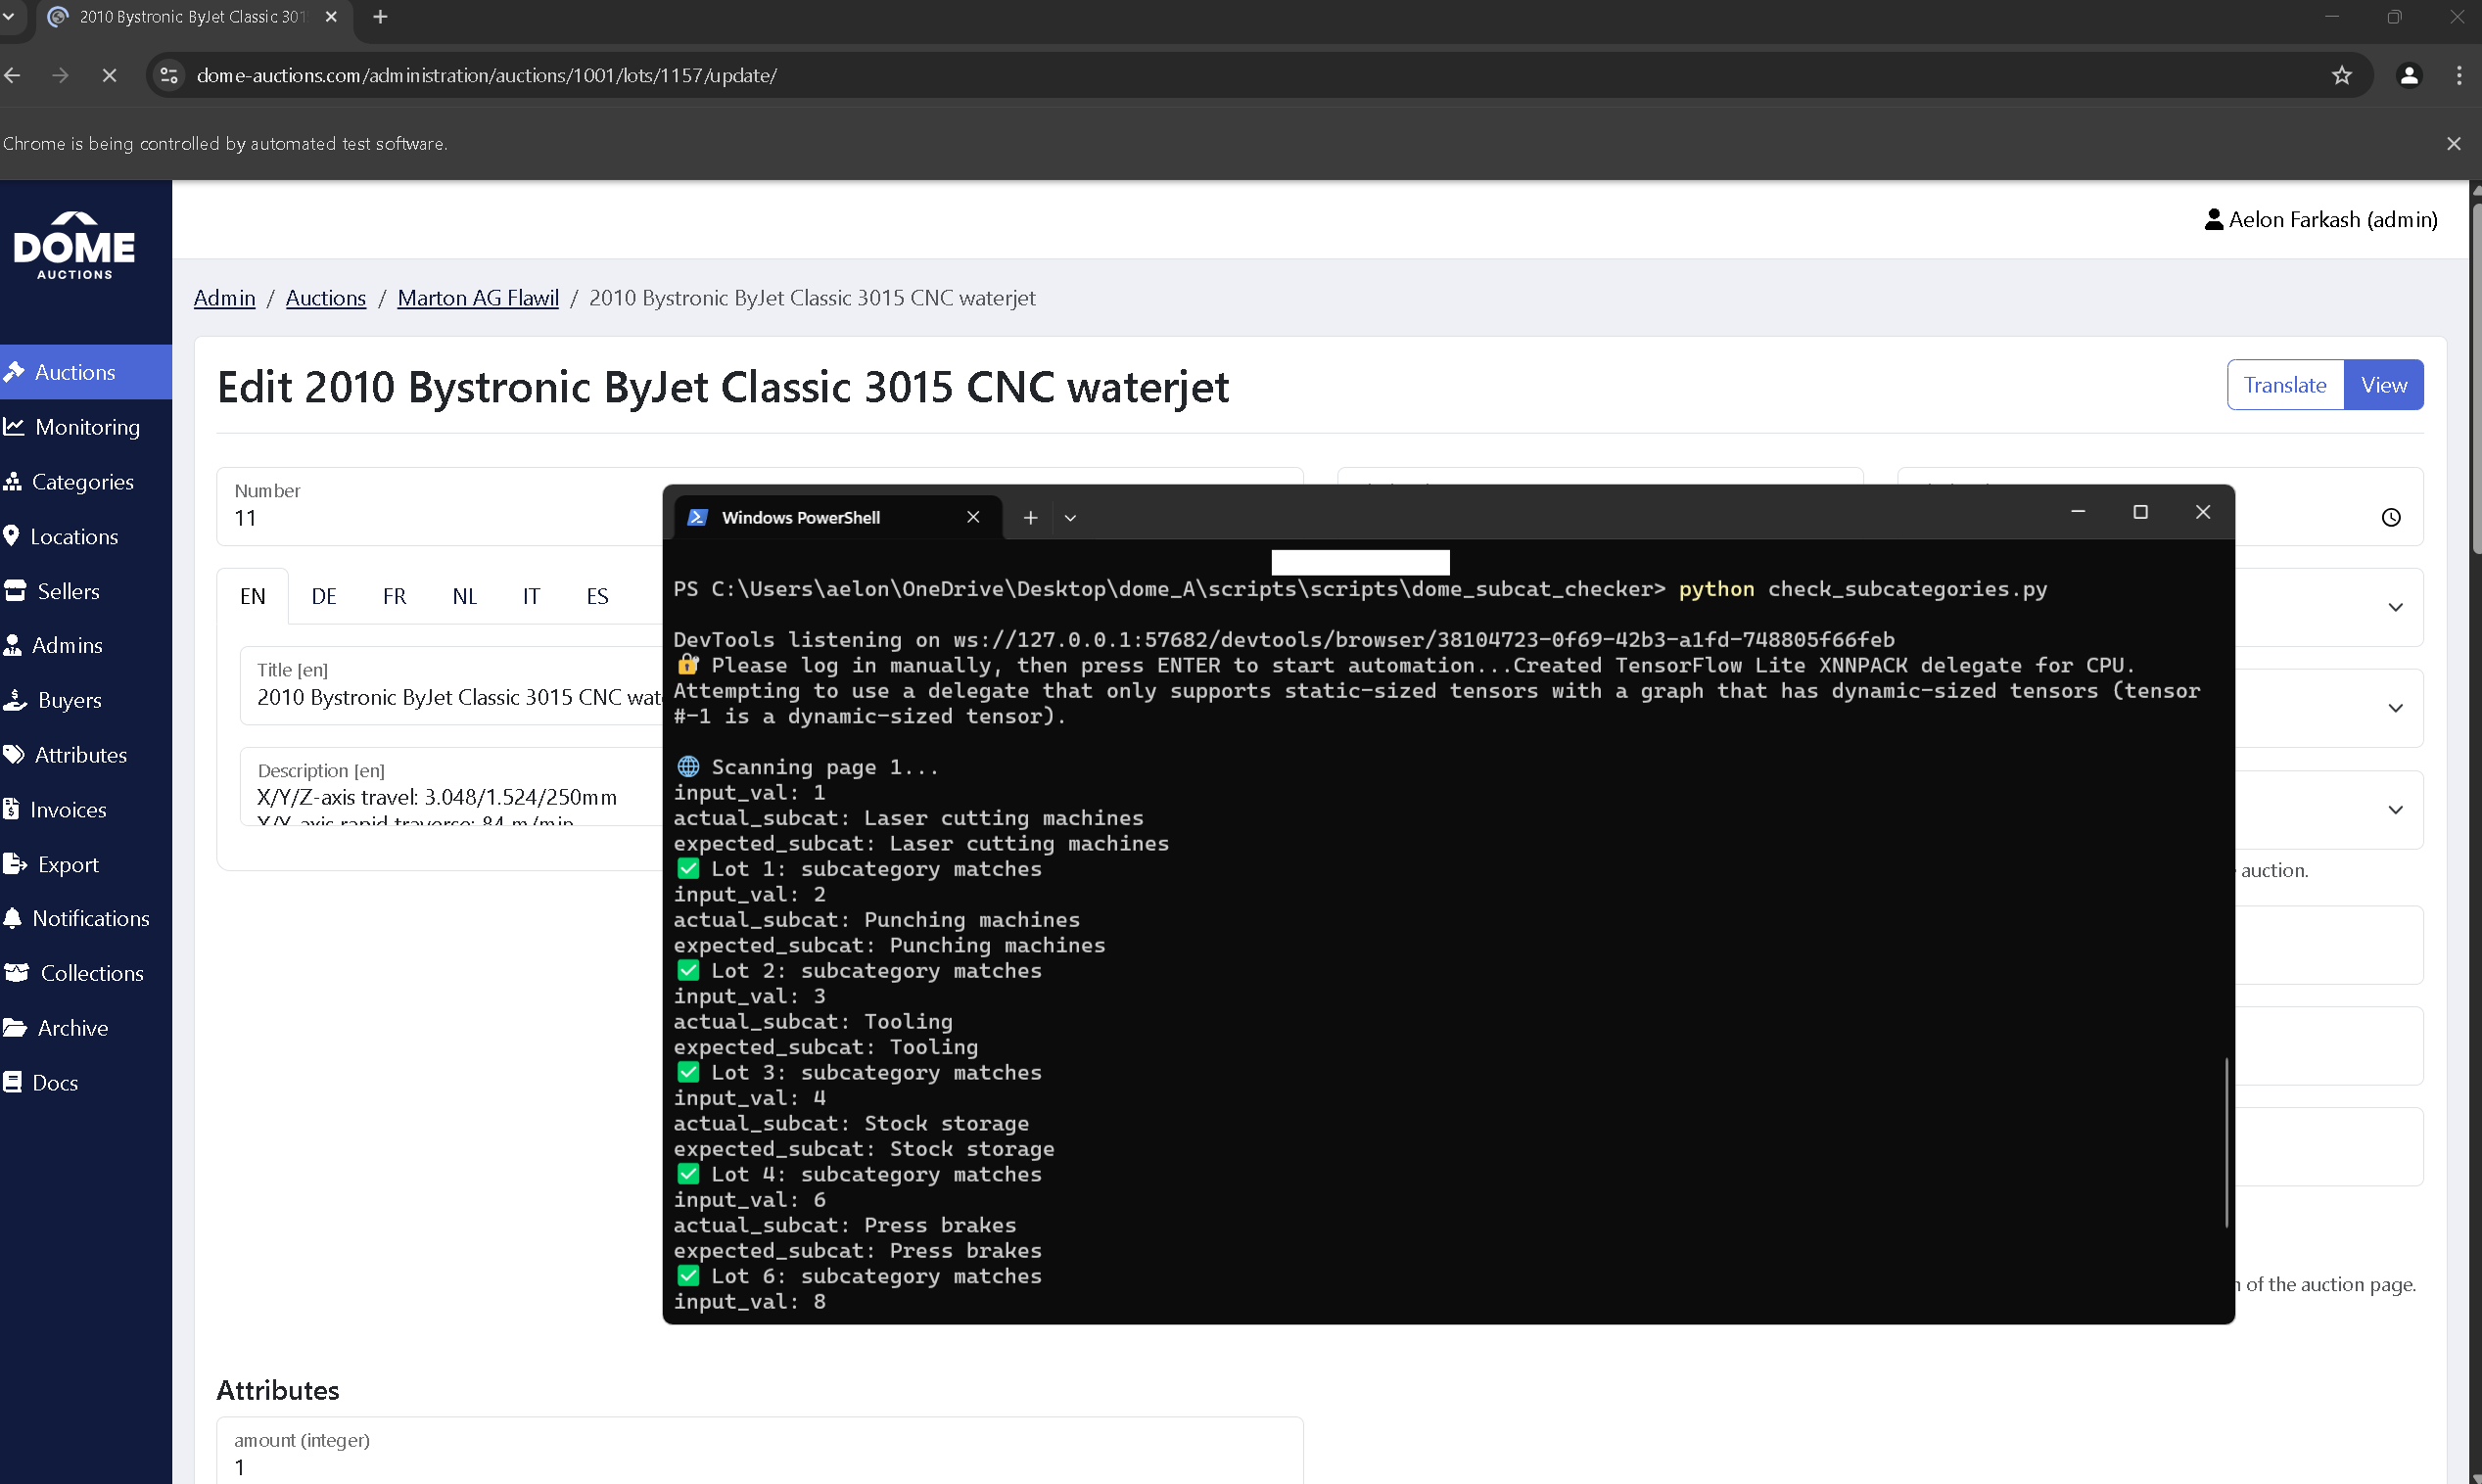 2010 Bystronic ByJet Classic 301
dome-auctions.com/administration/auctions/1001/lots/1157/update/
Chrome is being controlled by automated test software.
DOME
AUCTIONS
Aelon Farkash (admin)
Admin / Auctions / Marton AG Flawil / 2010 Bystronic ByJet Classic 3015 CNC waterjet
Auctions
Monitoring
Categories
Locations
Sellers
Admins
Buyers
Attributes
Invoices
Export
Notifications
Collections
Archive
Docs
Edit 2010 Bystronic ByJet Classic 3015 CNC waterjet
Translate
View
Number
11
EN DE FR NL IT ES
Title [en]
2010 Bystronic ByJet Classic 3015 CNC wat
Description [en]
X/Y/Z-axis travel: 3.048/1.524/250mm
X/Y-axis rapid traverse: 84 m/min
auction.
of the auction page.
Attributes
amount (integer)
1
Windows PowerShell
PS C:\Users\aelon\OneDrive\Desktop\dome_A\scripts\scripts\dome_subcat_checker> python check_subcategories.py
DevTools listening on ws://127.0.0.1:57682/devtools/browser/38104723-0f69-42b3-a1fd-748805f66feb
🔐 Please log in manually, then press ENTER to start automation...Created TensorFlow Lite XNNPACK delegate for CPU.
Attempting to use a delegate that only supports static-sized tensors with a graph that has dynamic-sized tensors (tensor
#-1 is a dynamic-sized tensor).
🌐 Scanning page 1...
input_val: 1
actual_subcat: Laser cutting machines
expected_subcat: Laser cutting machines
✅ Lot 1: subcategory matches
input_val: 2
actual_subcat: Punching machines
expected_subcat: Punching machines
✅ Lot 2: subcategory matches
input_val: 3
actual_subcat: Tooling
expected_subcat: Tooling
✅ Lot 3: subcategory matches
input_val: 4
actual_subcat: Stock storage
expected_subcat: Stock storage
✅ Lot 4: subcategory matches
input_val: 6
actual_subcat: Press brakes
expected_subcat: Press brakes
✅ Lot 6: subcategory matches
input_val: 8